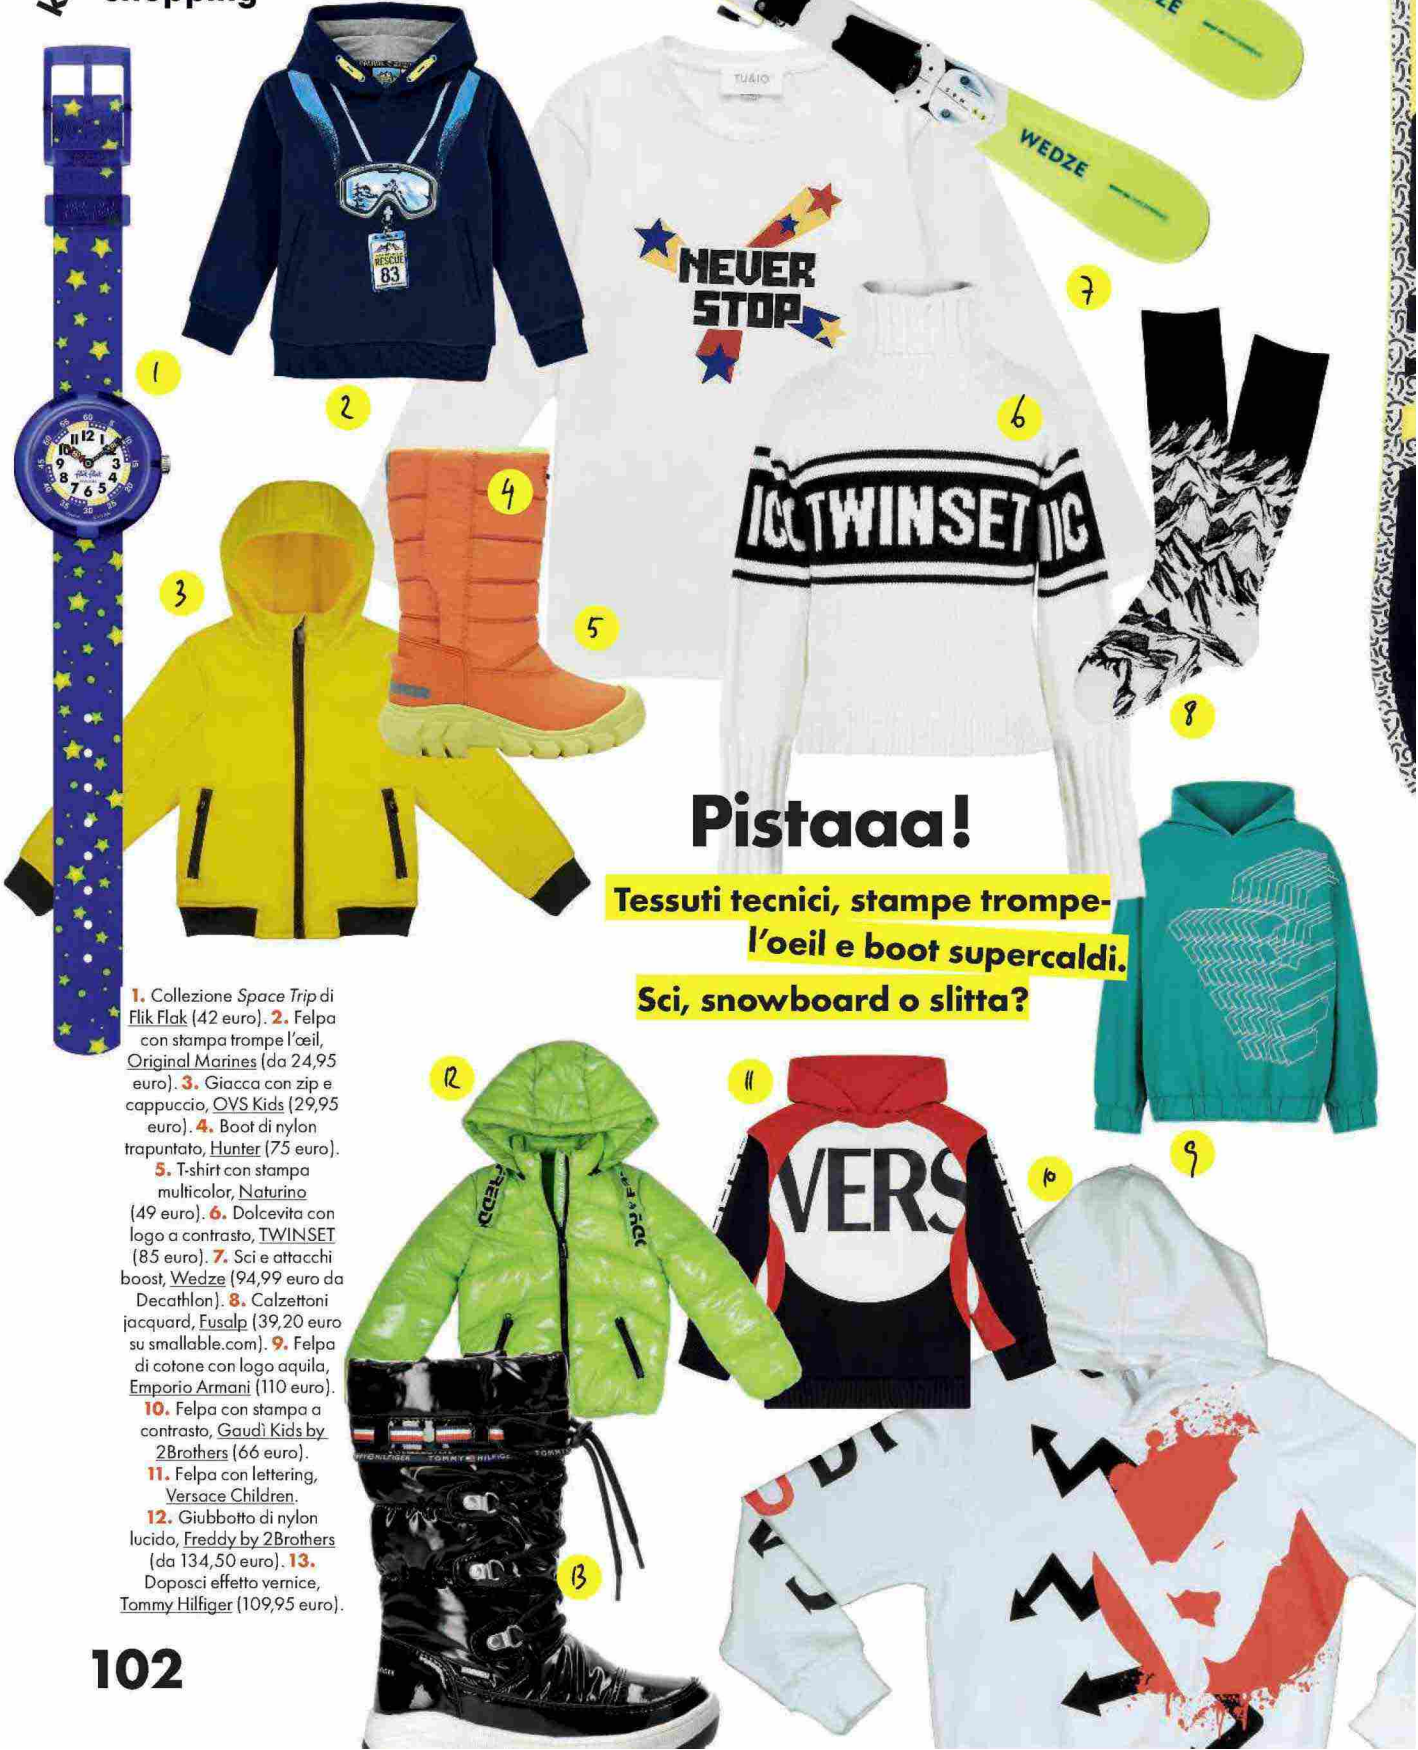 shopping
WEDZE
TU&IO
NEVER
STOP
RESCUE
83
TWINSET
1
2
3
4
5
6
7
8
Pistaaa!
Tessuti tecnici, stampe trompe-
l'oeil e boot supercaldi.
Sci, snowboard o slitta?
1. Collezione Space Trip di
Flik Flak (42 euro). 2. Felpa
con stampa trompe l'œil,
Original Marines (da 24,95
euro). 3. Giacca con zip e
cappuccio, OVS Kids (29,95
euro). 4. Boot di nylon
trapuntato, Hunter (75 euro).
5. T-shirt con stampa
multicolor, Naturino
(49 euro). 6. Dolcevita con
logo a contrasto, TWINSET
(85 euro). 7. Sci e attacchi
boost, Wedze (94,99 euro da
Decathlon). 8. Calzettoni
jacquard, Fusalp (39,20 euro
su smallable.com). 9. Felpa
di cotone con logo aquila,
Emporio Armani (110 euro).
10. Felpa con stampa a
contrasto, Gaudì Kids by
2Brothers (66 euro).
11. Felpa con lettering,
Versace Children.
12. Giubbotto di nylon
lucido, Freddy by 2Brothers
(da 134,50 euro). 13.
Doposci effetto vernice,
Tommy Hilfiger (109,95 euro).
12
11
10
9
VERS
13
102